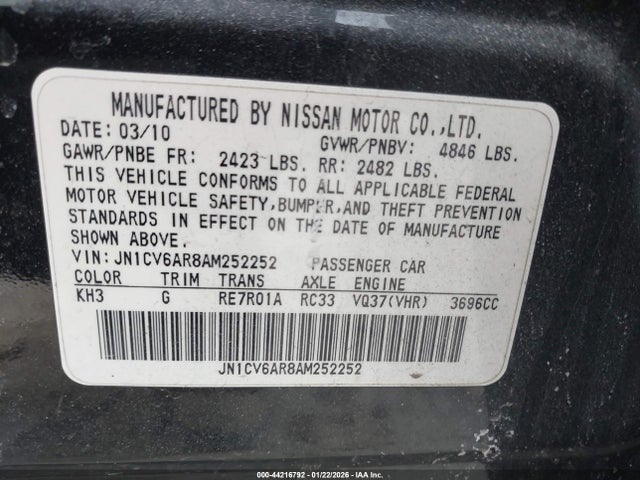 MANUFACTURED BY NISSAN MOTOR CO.,LTD.
DATE: 03/10 GVWR/PNBV: 4846 LBS.
GAWR/PNBE FR: 2423 LBS. RR: 2482 LBS.
THIS VEHICLE CONFORMS TO ALL APPLICABLE FEDERAL
MOTOR VEHICLE SAFETY,BUMPER,AND THEFT PREVENTION
STANDARDS IN EFFECT ON THE DATE OF MANUFACTURE
SHOWN ABOVE.
VIN: JN1CV6AR8AM252252 PASSENGER CAR
COLOR TRIM TRANS AXLE ENGINE
KH3 G RE7R01A RC33 VQ37(VHR) 3696CC
JN1CV6AR8AM252252
000-44216792 - 01/22/2026 - IAA Inc.